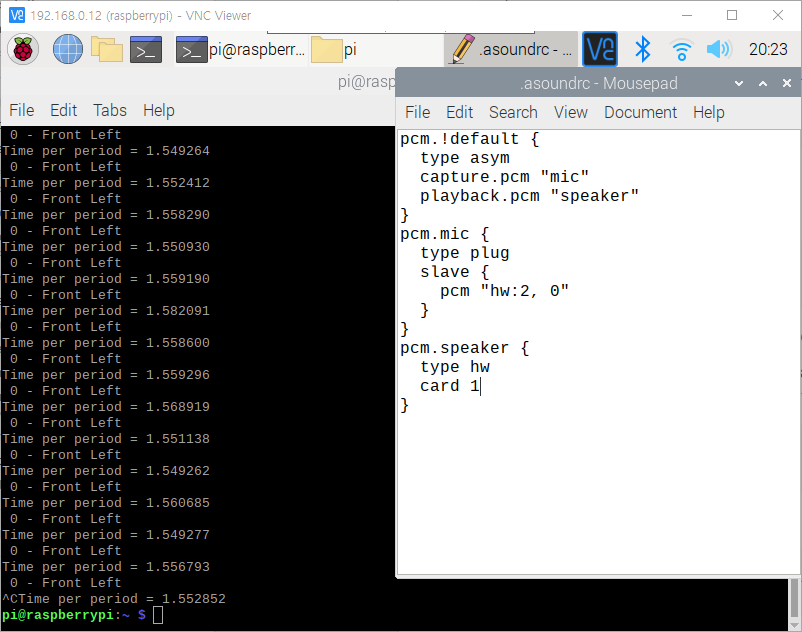 192.168.0.12 (raspberrypi) - VNC Viewer
pi@raspberr...
pi
.asoundrc - ...
20:23
pi@rasp
.asoundrc - Mousepad
File Edit Tabs Help
File Edit Search View Document Help
0 - Front Left
Time per period = 1.549264
0 - Front Left
Time per period = 1.552412
0 - Front Left
Time per period = 1.558290
0 - Front Left
Time per period = 1.550930
0 - Front Left
Time per period = 1.559190
0 - Front Left
Time per period = 1.582091
0 - Front Left
Time per period = 1.558600
0 - Front Left
Time per period = 1.559296
0 - Front Left
Time per period = 1.568919
0 - Front Left
Time per period = 1.551138
0 - Front Left
Time per period = 1.549262
0 - Front Left
Time per period = 1.560685
0 - Front Left
Time per period = 1.549277
0 - Front Left
Time per period = 1.556793
0 - Front Left
^CTime per period = 1.552852
pi@raspberrypi:~ $
pcm.!default {
  type asym
  capture.pcm "mic"
  playback.pcm "speaker"
}
pcm.mic {
  type plug
  slave {
    pcm "hw:2, 0"
  }
}
pcm.speaker {
  type hw
  card 1
}